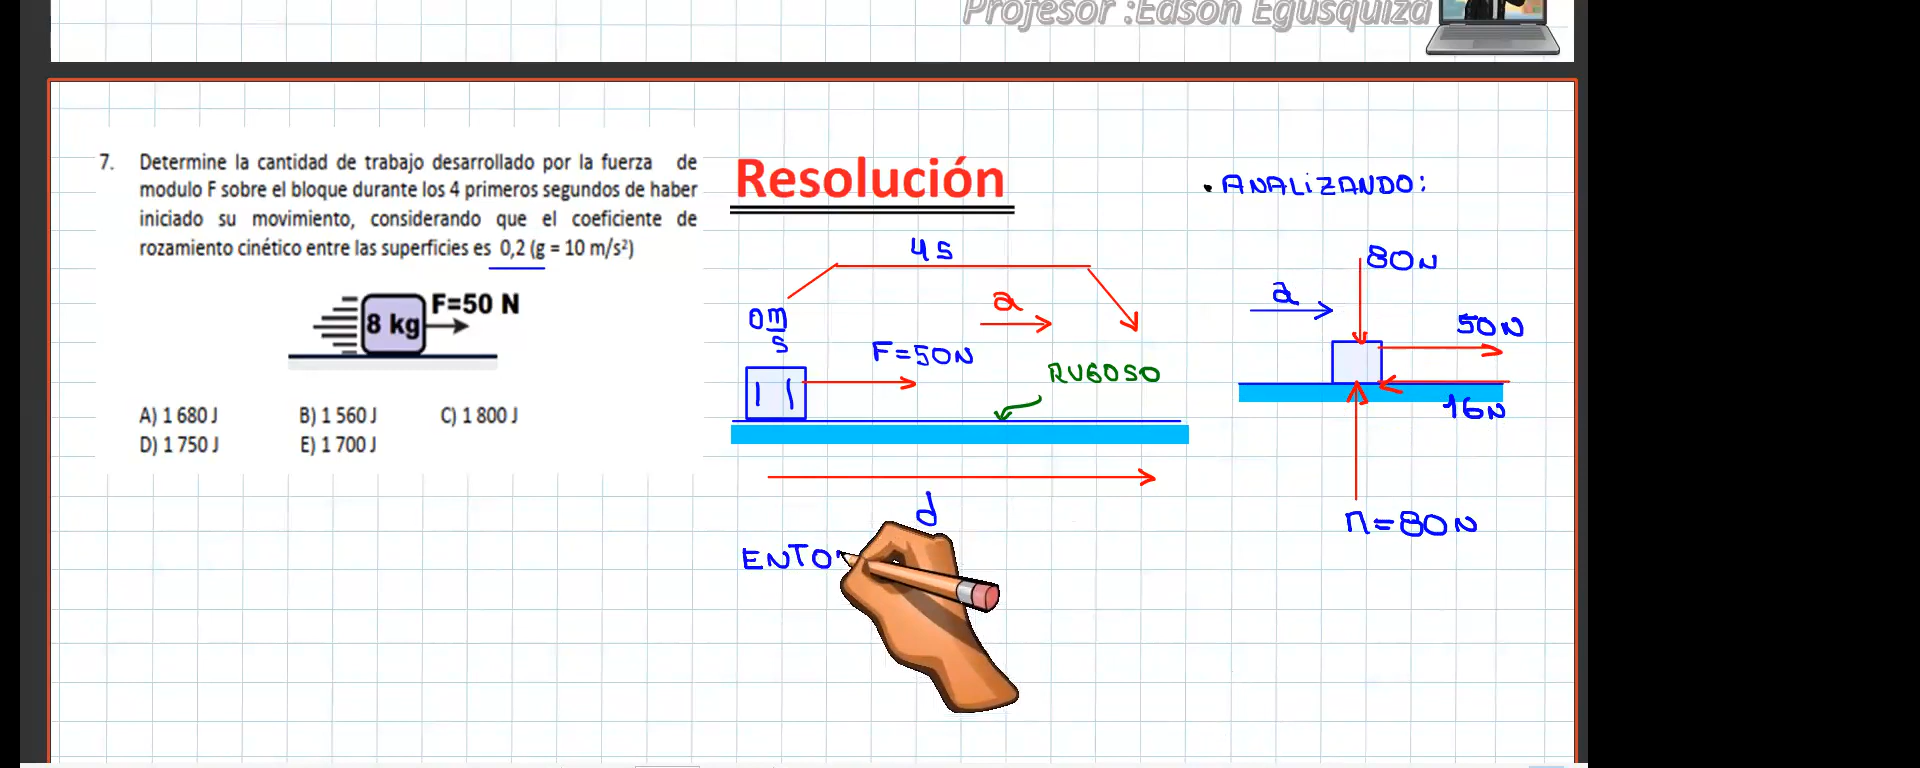 Profesor :Edson Egusquiza
7. Determine la cantidad de trabajo desarrollado por la fuerza de
modulo F sobre el bloque durante los 4 primeros segundos de haber
iniciado su movimiento, considerando que el coeficiente de
rozamiento cinético entre las superficies es 0,2 (g = 10 m/s²)
F=50 N
8 kg
A) 1 680 J B) 1 560 J C) 1 800 J
D) 1 750 J E) 1 700 J
Resolución
4s
a
0m
s
F=50N
RUGOSO
d
ENTO
• ANALIZANDO:
80N
a
50N
16N
n=80N